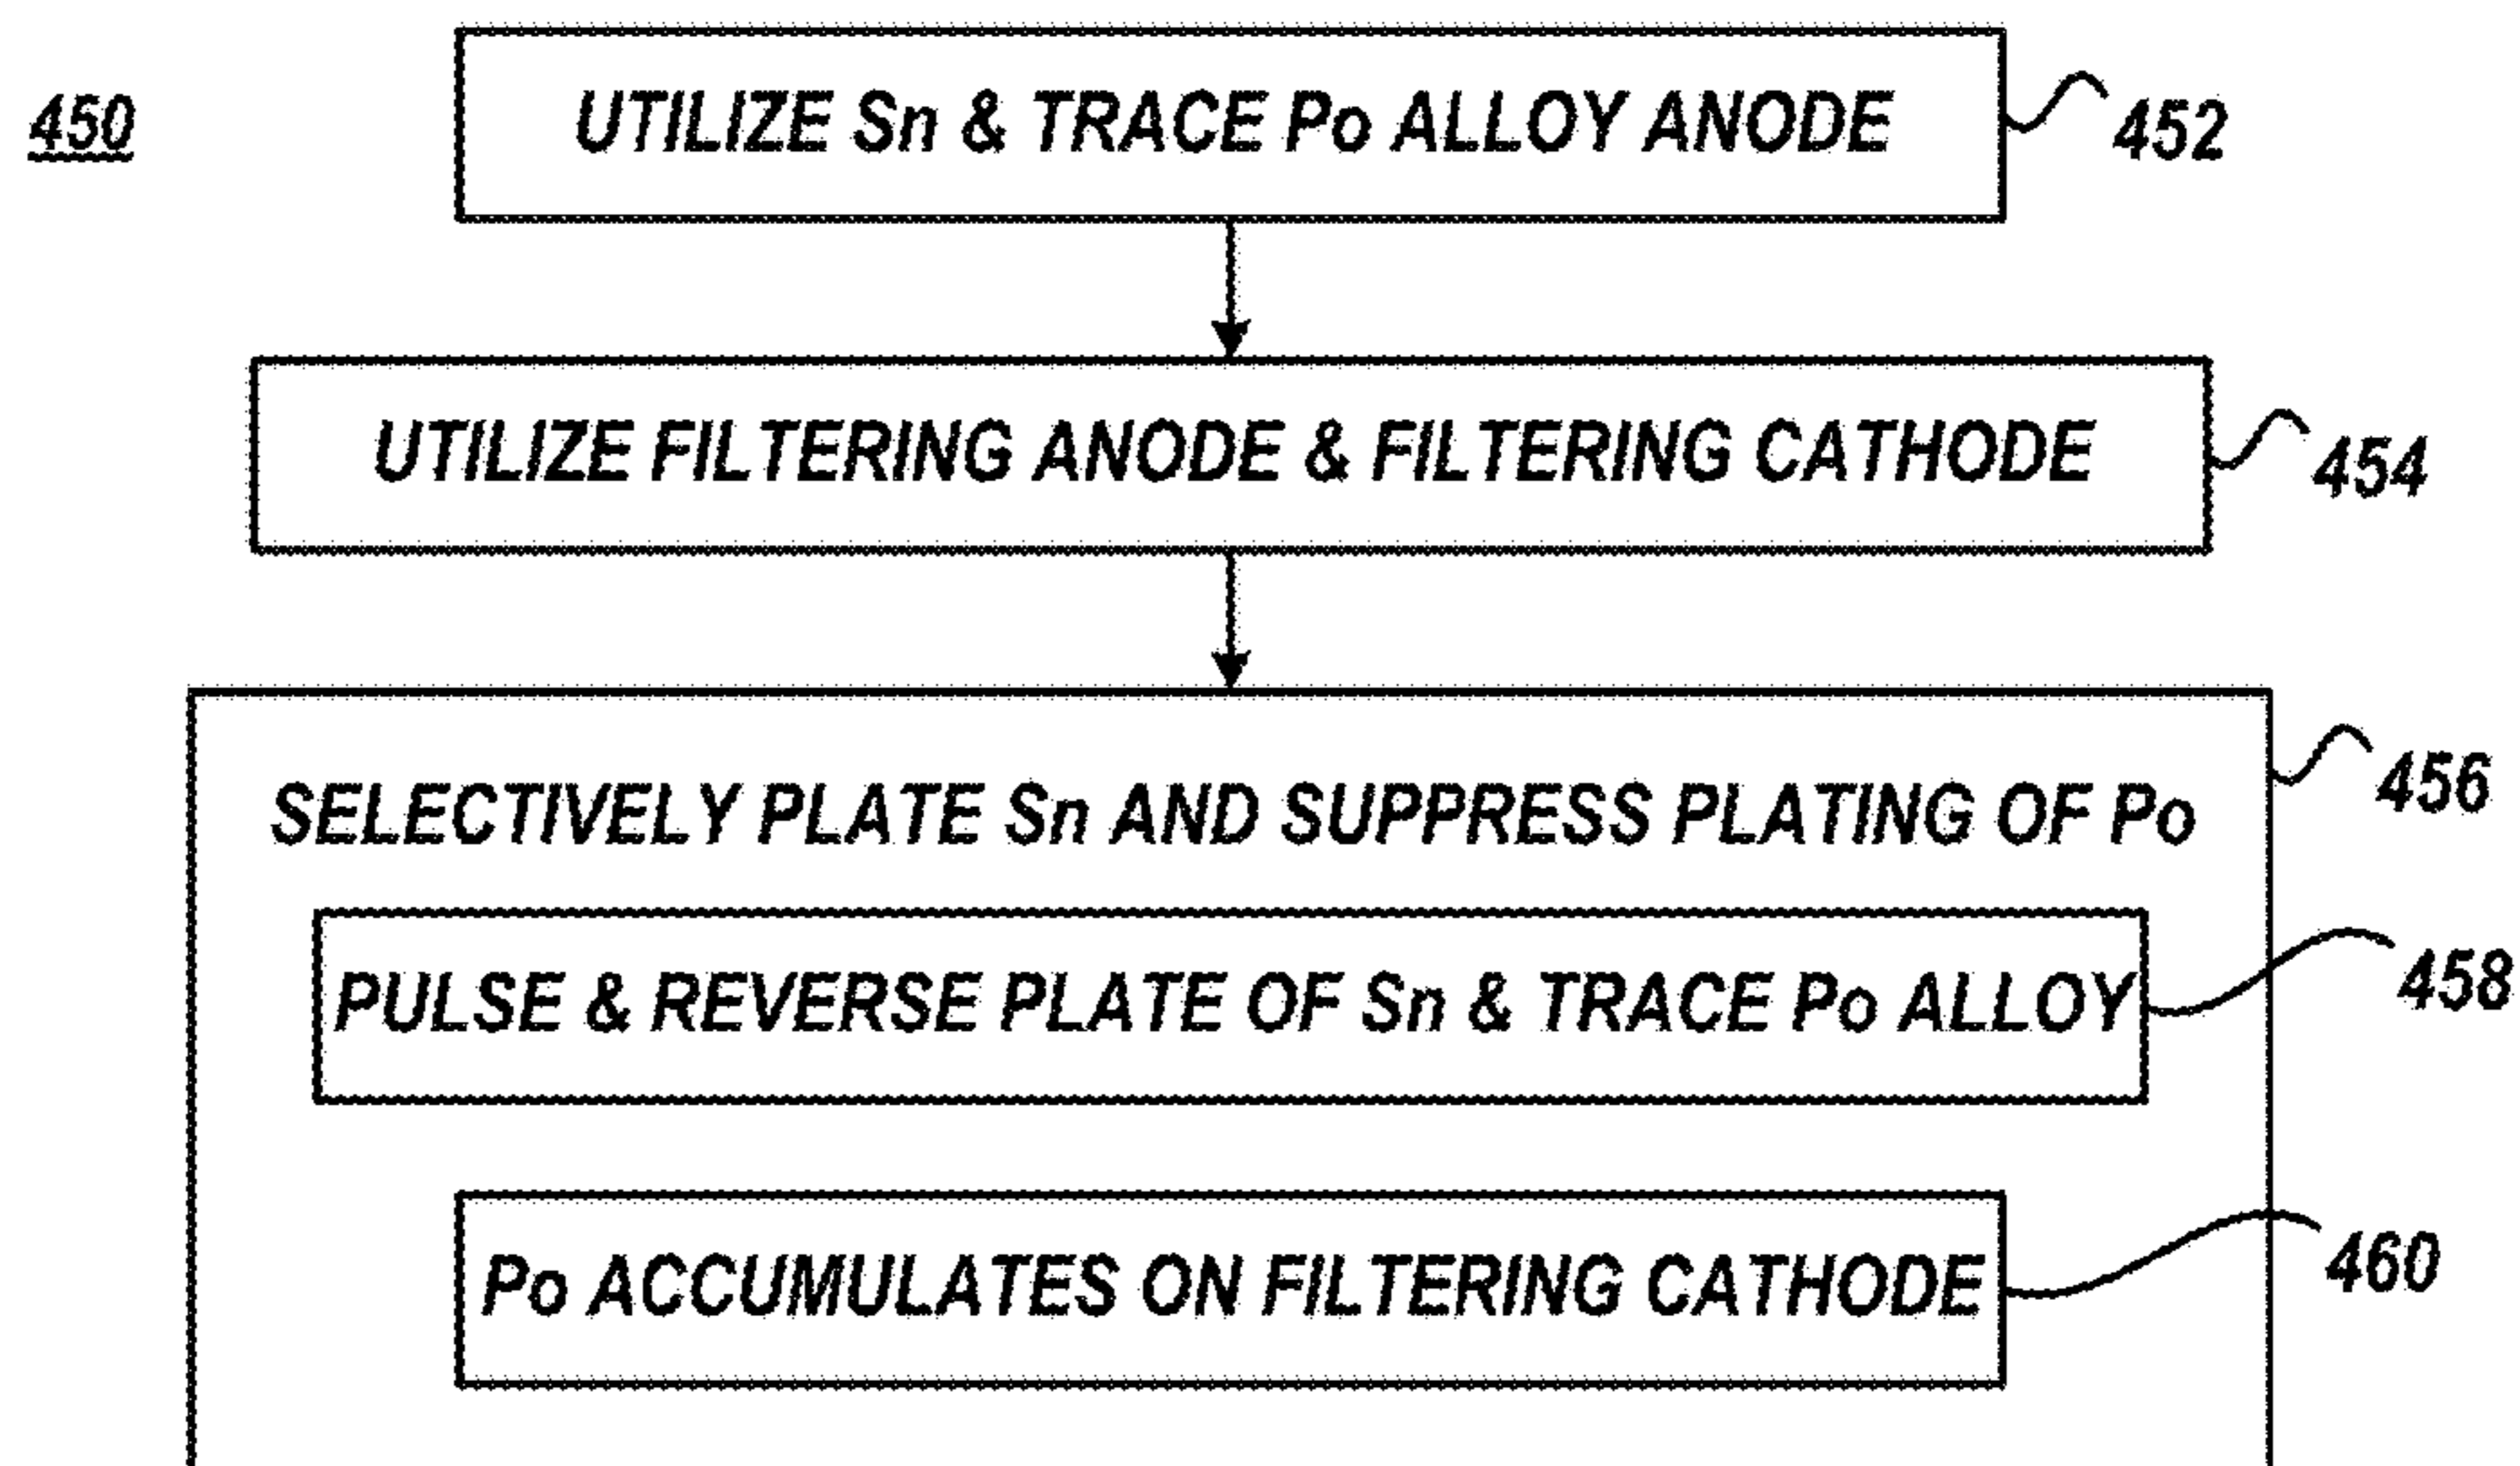 450
UTILIZE Sn & TRACE Po ALLOY ANODE
452
UTILIZE FILTERING ANODE & FILTERING CATHODE
454
456
SELECTIVELY PLATE Sn AND SUPPRESS PLATING OF Po
PULSE & REVERSE PLATE OF Sn & TRACE Po ALLOY
458
Po ACCUMULATES ON FILTERING CATHODE
460